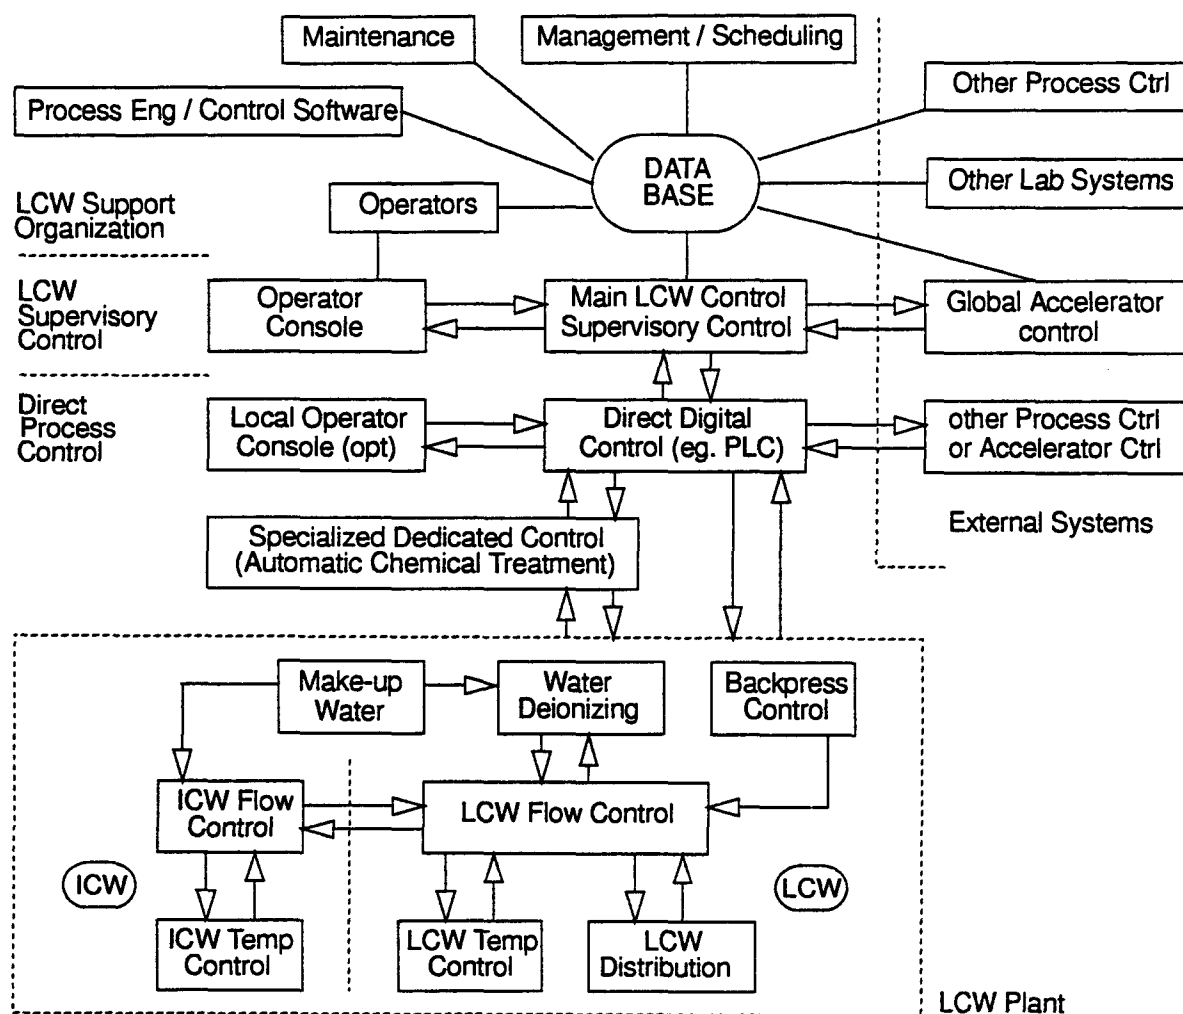 Maintenance
Management / Scheduling
Other Process Ctrl
Process Eng / Control Software
DATA
BASE
Other Lab Systems
Operators
LCW Support
Organization
LCW
Supervisory
Control
Operator
Console
Main LCW Control
Supervisory Control
Global Accelerator
control
Direct
Process
Control
Local Operator
Console (opt)
Direct Digital
Control (eg. PLC)
other Process Ctrl
or Accelerator Ctrl
External Systems
Specialized Dedicated Control
(Automatic Chemical Treatment)
Make-up
Water
Water
Deionizing
Backpress
Control
ICW Flow
Control
LCW Flow Control
ICW
LCW
ICW Temp
Control
LCW Temp
Control
LCW
Distribution
LCW Plant